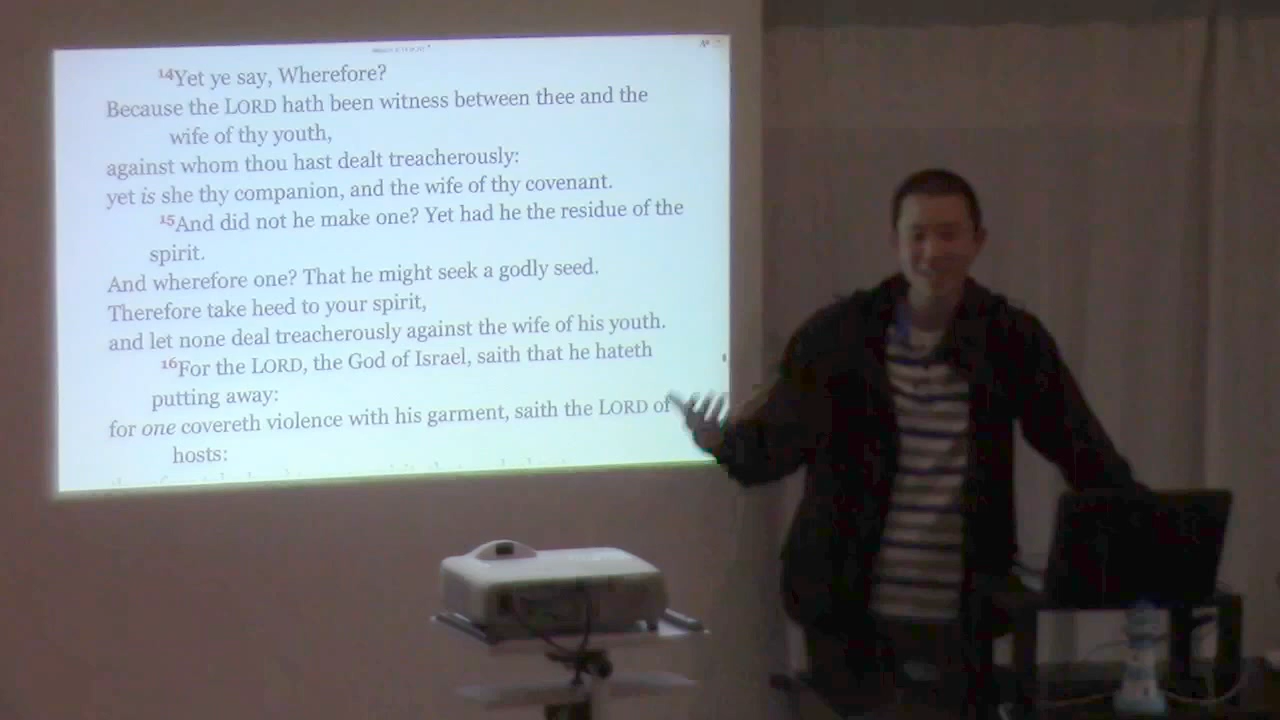 14Yet ye say, Wherefore?
Because the LORD hath been witness between thee and the
wife of thy youth,
against whom thou hast dealt treacherously:
yet is she thy companion, and the wife of thy covenant.
15And did not he make one? Yet had he the residue of the
spirit.
And wherefore one? That he might seek a godly seed.
Therefore take heed to your spirit,
and let none deal treacherously against the wife of his youth.
16For the LORD, the God of Israel, saith that he hateth
putting away:
for one covereth violence with his garment, saith the LORD of
hosts: